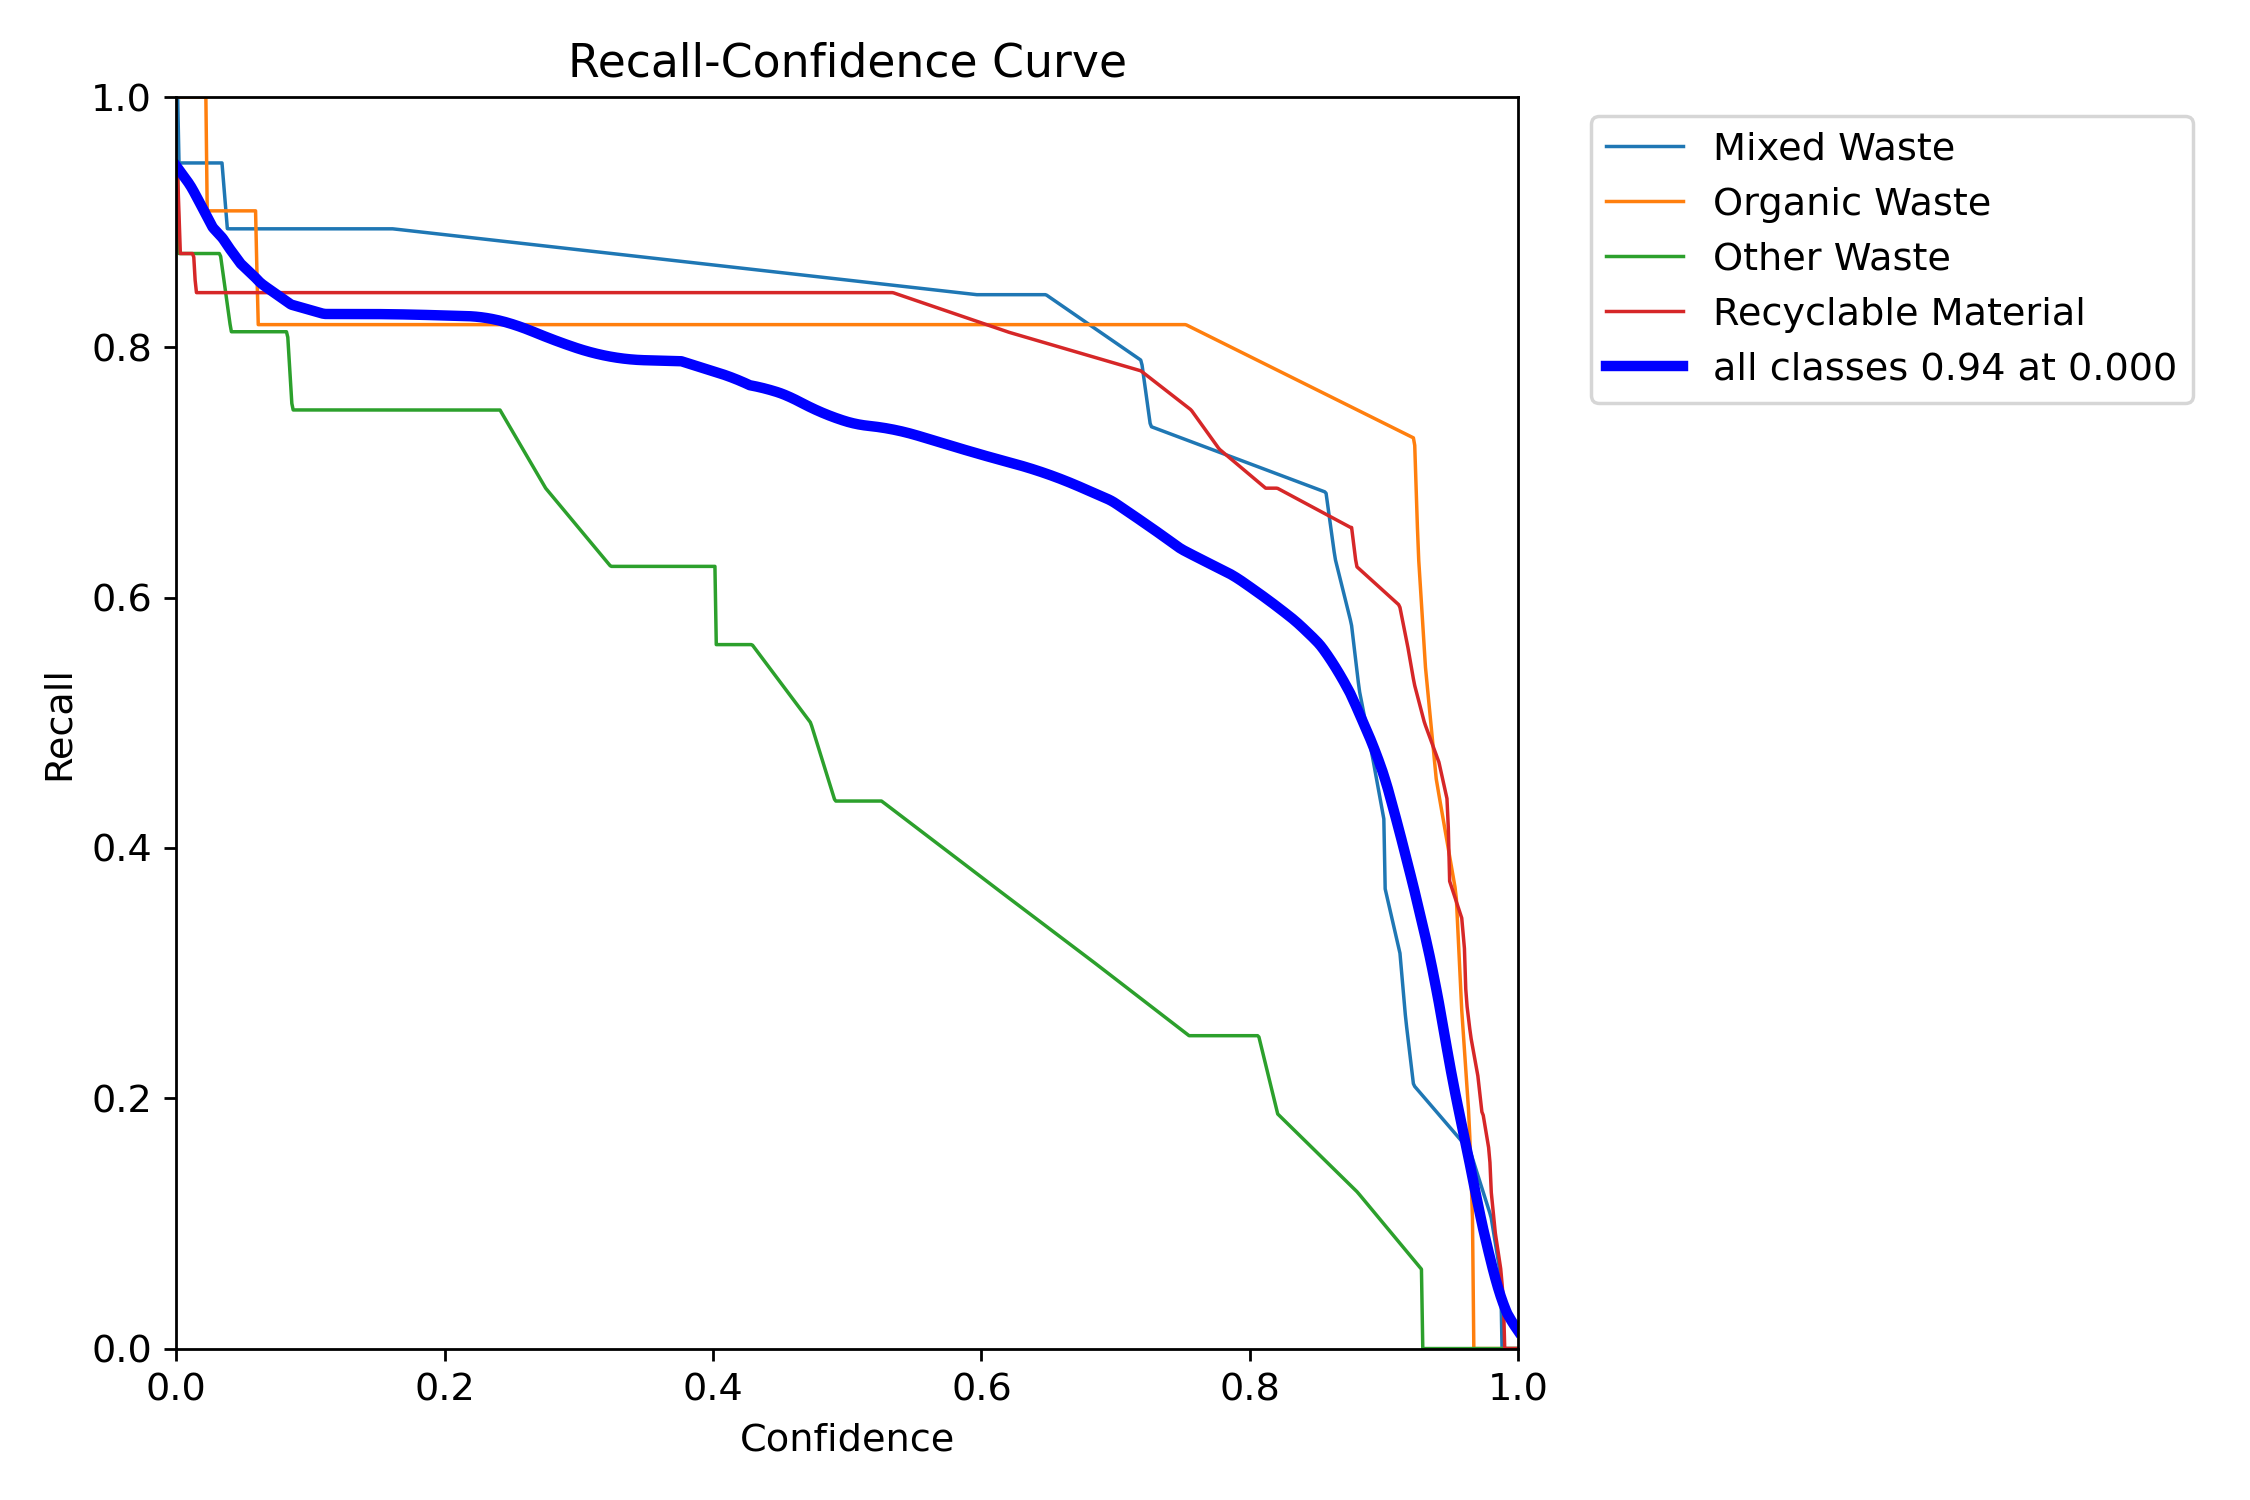 Recall-Confidence Curve
1.0
0.8
0.6
0.4
0.2
0.0
Recall
0.0 0.2 0.4 0.6 0.8 1.0
Confidence
Mixed Waste
Organic Waste
Other Waste
Recyclable Material
all classes 0.94 at 0.000